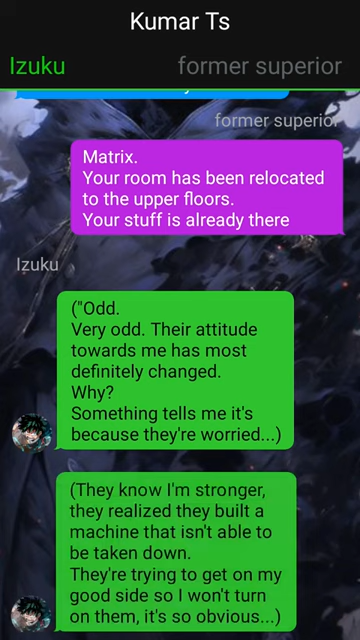 Kumar Ts
Izuku
former superior
former superior
Matrix.
Your room has been relocated
to the upper floors.
Your stuff is already there
Izuku
("Odd.
Very odd. Their attitude
towards me has most
definitely changed.
Why?
Something tells me it's
because they're worried...)
(They know I'm stronger,
they realized they built a
machine that isn't able to
be taken down.
They're trying to get on my
good side so I won't turn
on them, it's so obvious...)